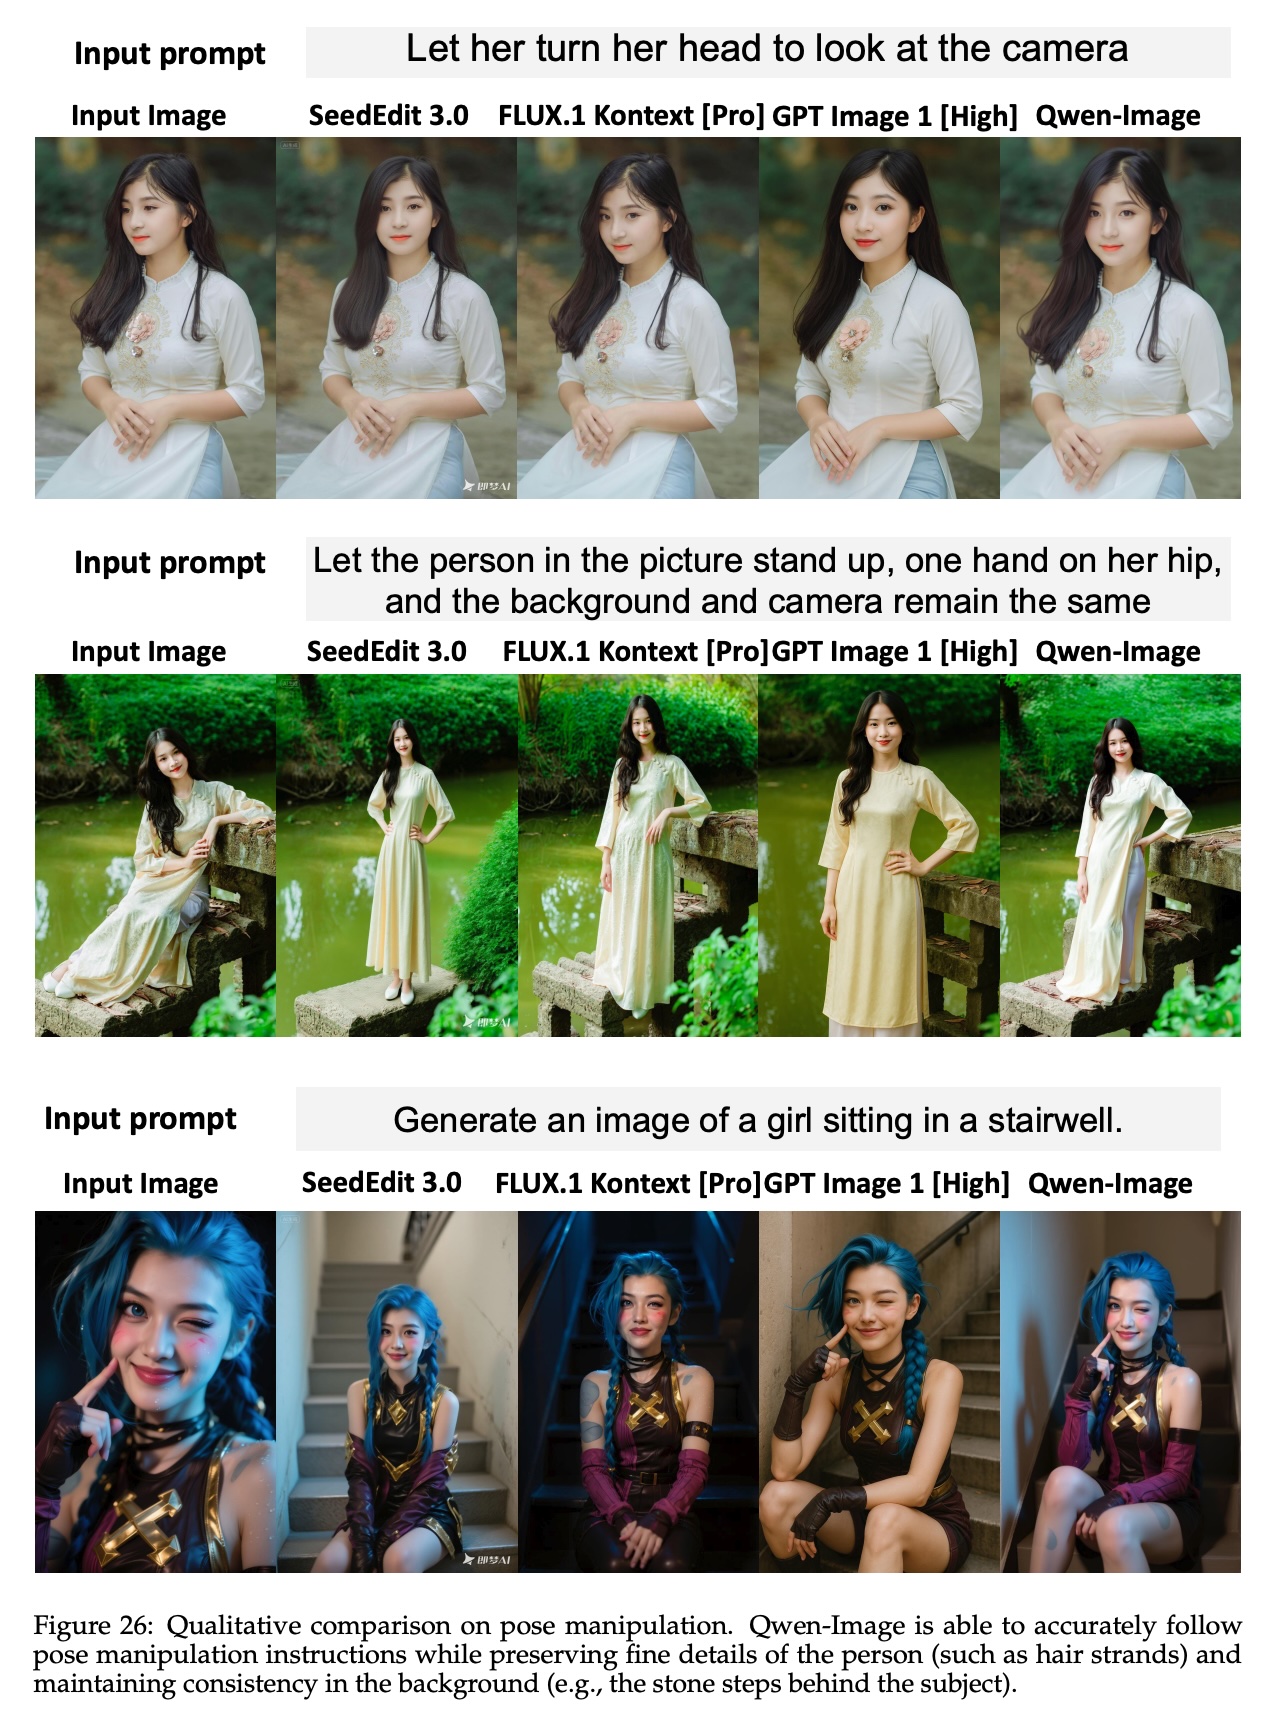 Input prompt
Let her turn her head to look at the camera
Input Image
SeedEdit 3.0
FLUX.1 Kontext [Pro]
GPT Image 1 [High]
Qwen-Image
即梦AI
Input prompt
Let the person in the picture stand up, one hand on her hip,
and the background and camera remain the same
Input Image
SeedEdit 3.0
FLUX.1 Kontext [Pro]
GPT Image 1 [High]
Qwen-Image
即梦AI
Input prompt
Generate an image of a girl sitting in a stairwell.
Input Image
SeedEdit 3.0
FLUX.1 Kontext [Pro]
GPT Image 1 [High]
Qwen-Image
即梦AI
Figure 26: Qualitative comparison on pose manipulation. Qwen-Image is able to accurately follow
pose manipulation instructions while preserving fine details of the person (such as hair strands) and
maintaining consistency in the background (e.g., the stone steps behind the subject).